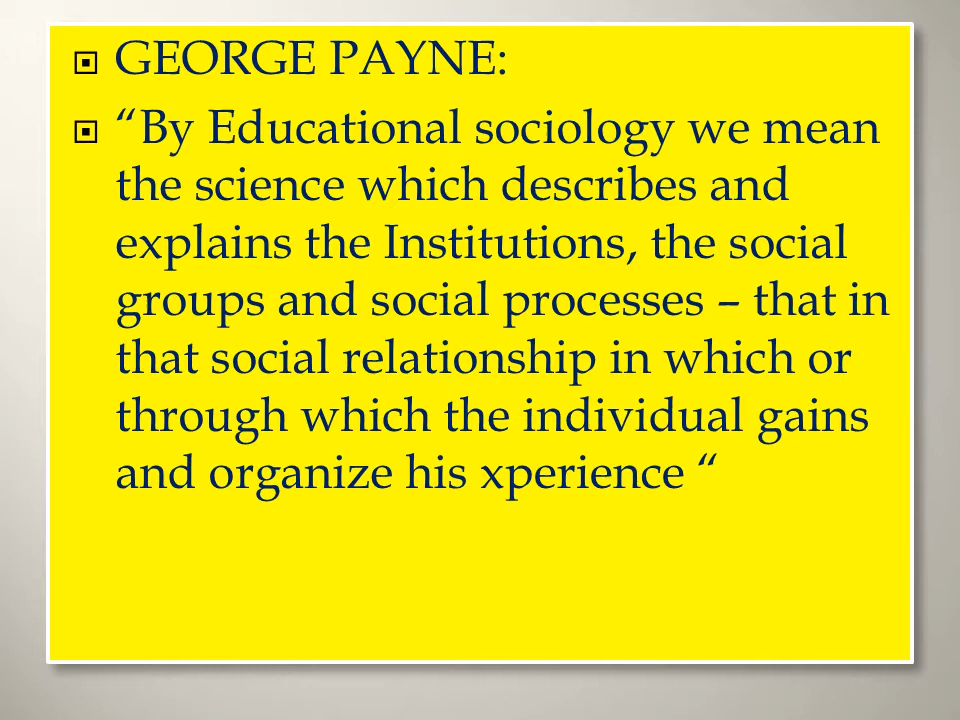 GEORGE PAYNE:
“By Educational sociology we mean
the science which describes and
explains the Institutions, the social
groups and social processes – that in
that social relationship in which or
through which the individual gains
and organize his xperience “